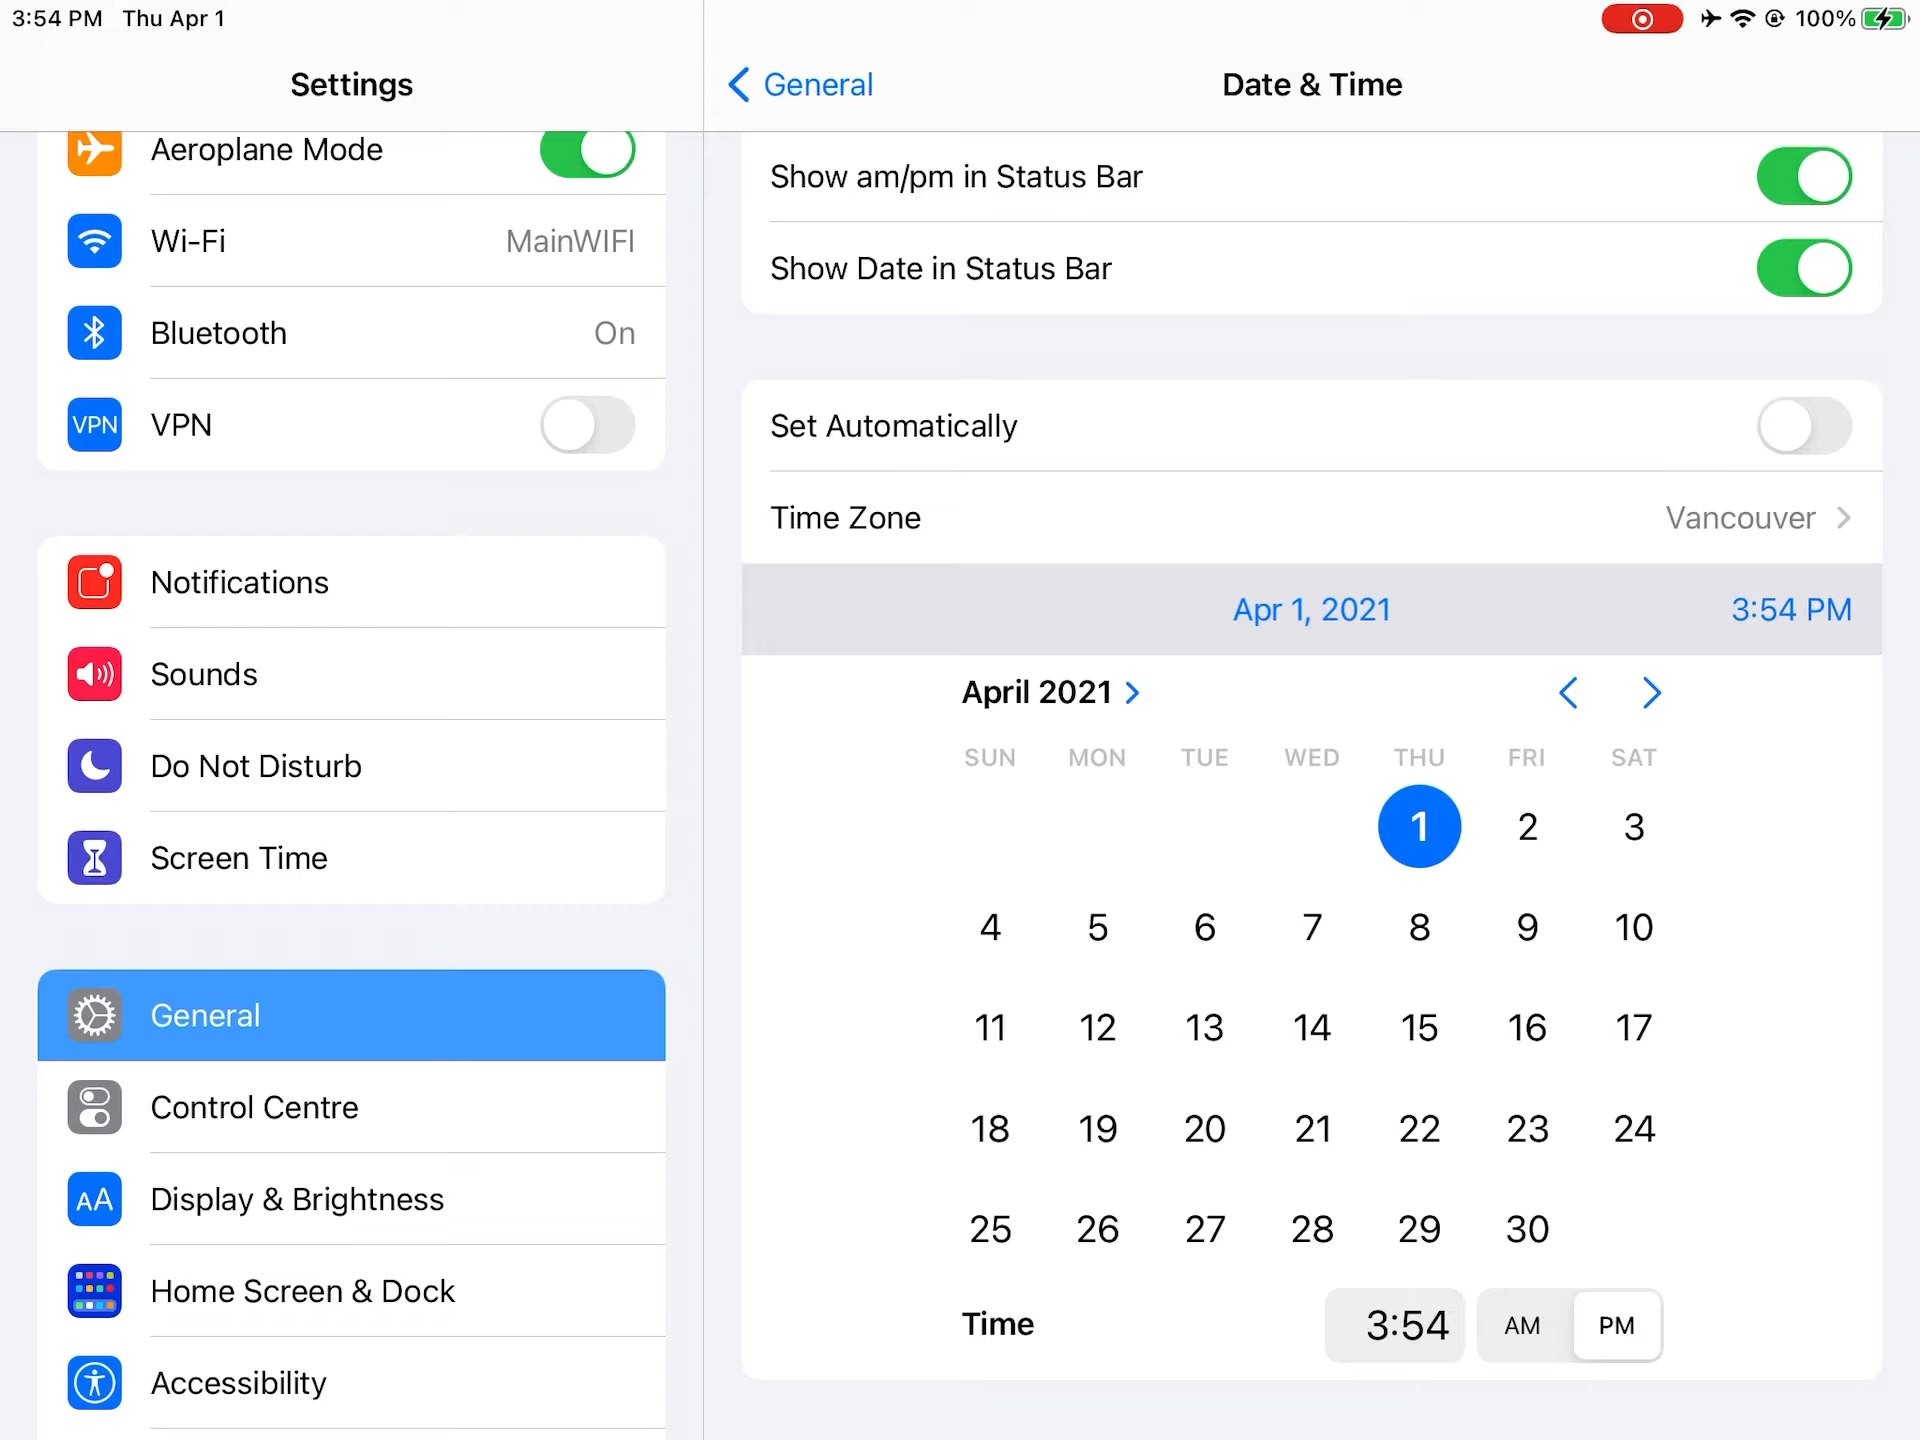 3:54 PM Thu Apr 1
100%
Settings
General
Date & Time
Aeroplane Mode
Wi-Fi MainWIFI
Bluetooth On
VPN VPN
Notifications
Sounds
Do Not Disturb
Screen Time
General
Control Centre
AA Display & Brightness
Home Screen & Dock
Accessibility
Show am/pm in Status Bar
Show Date in Status Bar
Set Automatically
Time Zone Vancouver
Apr 1, 2021 3:54 PM
April 2021
SUN MON TUE WED THU FRI SAT
1 2 3
4 5 6 7 8 9 10
11 12 13 14 15 16 17
18 19 20 21 22 23 24
25 26 27 28 29 30
Time 3:54 AM PM